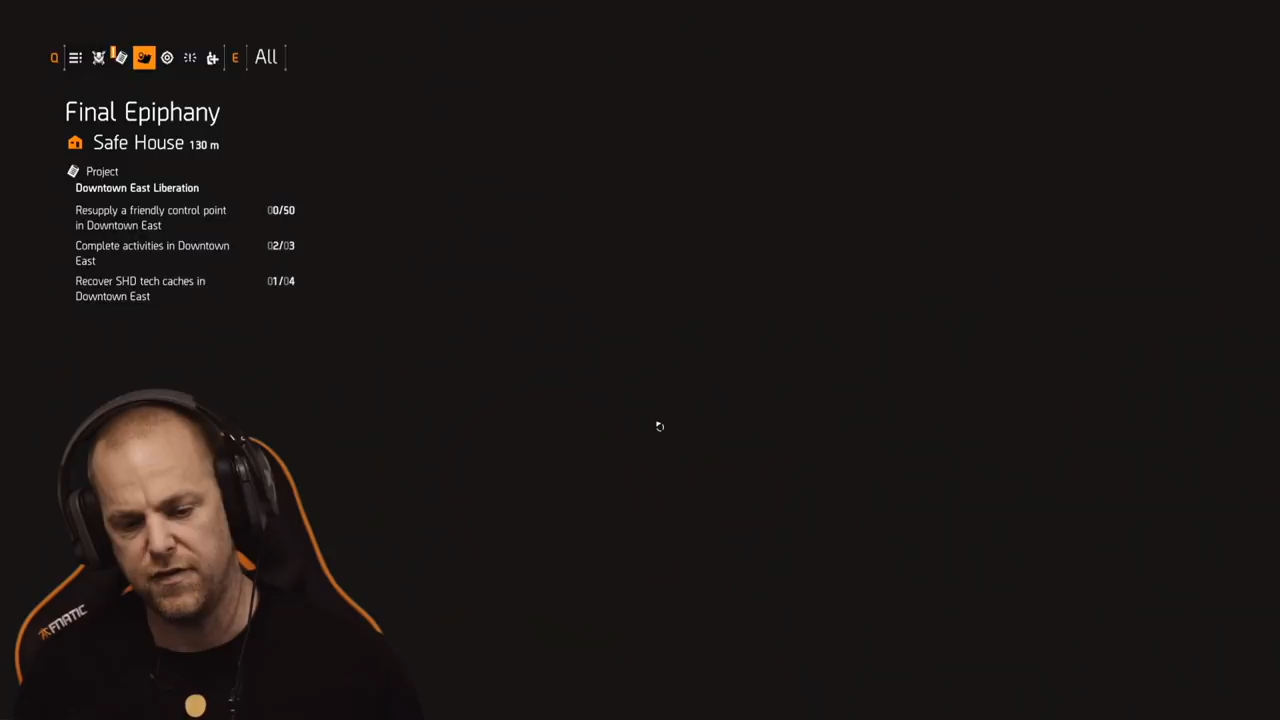 Q E All
Final Epiphany
Safe House 130 m
Project
Downtown East Liberation
Resupply a friendly control point 00/50
in Downtown East
Complete activities in Downtown 02/03
East
Recover SHD tech caches in 01/04
Downtown East
FNATIC